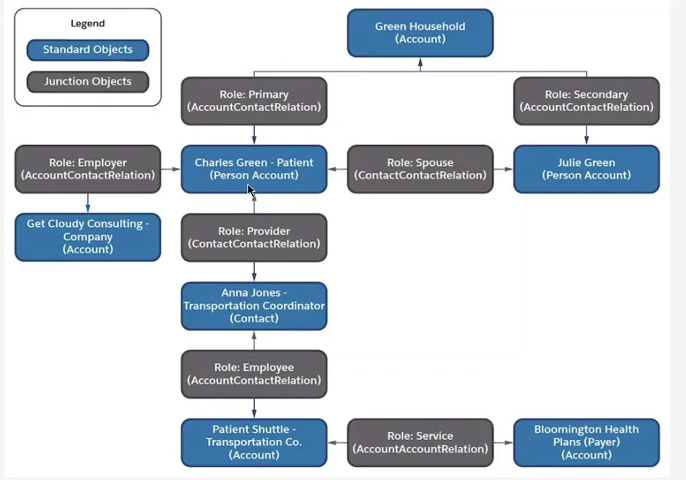 Legend
Standard Objects
Junction Objects
Green Household
(Account)
Role: Primary
(AccountContactRelation)
Role: Secondary
(AccountContactRelation)
Role: Employer
(AccountContactRelation)
Charles Green - Patient
(Person Account)
Role: Spouse
(ContactContactRelation)
Julie Green
(Person Account)
Get Cloudy Consulting -
Company
(Account)
Role: Provider
(ContactContactRelation)
Anna Jones -
Transportation Coordinator
(Contact)
Role: Employee
(AccountContactRelation)
Patient Shuttle -
Transportation Co.
(Account)
Role: Service
(AccountAccountRelation)
Bloomington Health
Plans (Payer)
(Account)